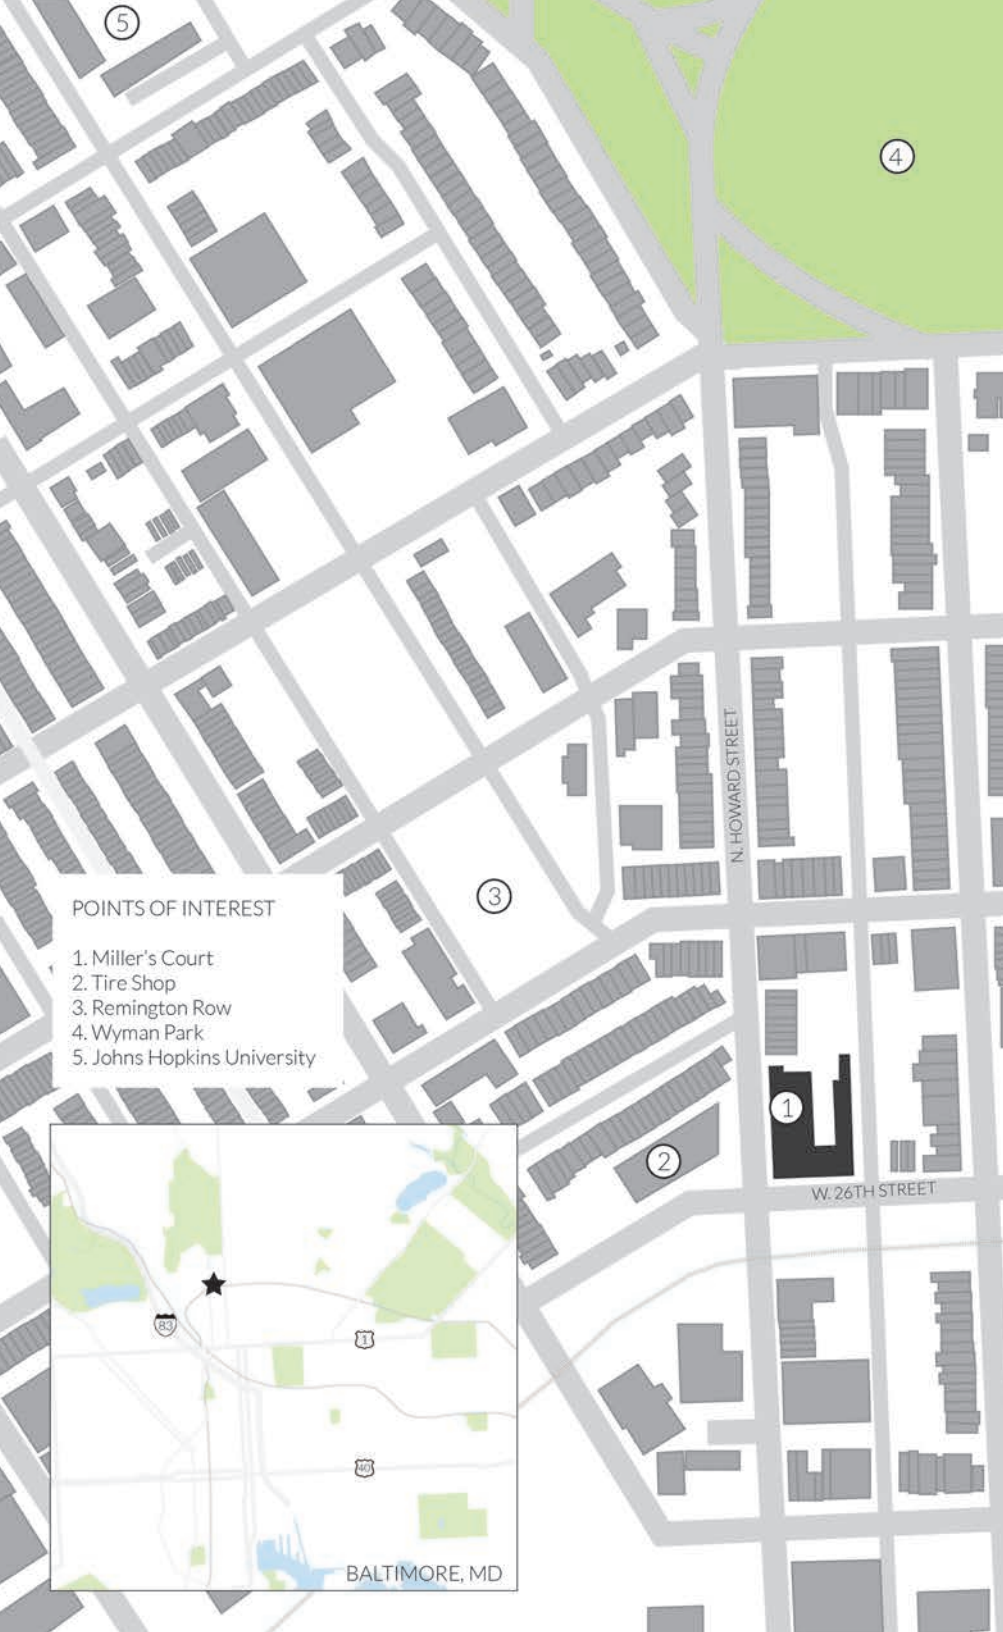 5
4
N. HOWARD STREET
3
POINTS OF INTEREST
1. Miller's Court
2. Tire Shop
3. Remington Row
4. Wyman Park
5. Johns Hopkins University
1
2
W. 26TH STREET
83
1
40
BALTIMORE, MD